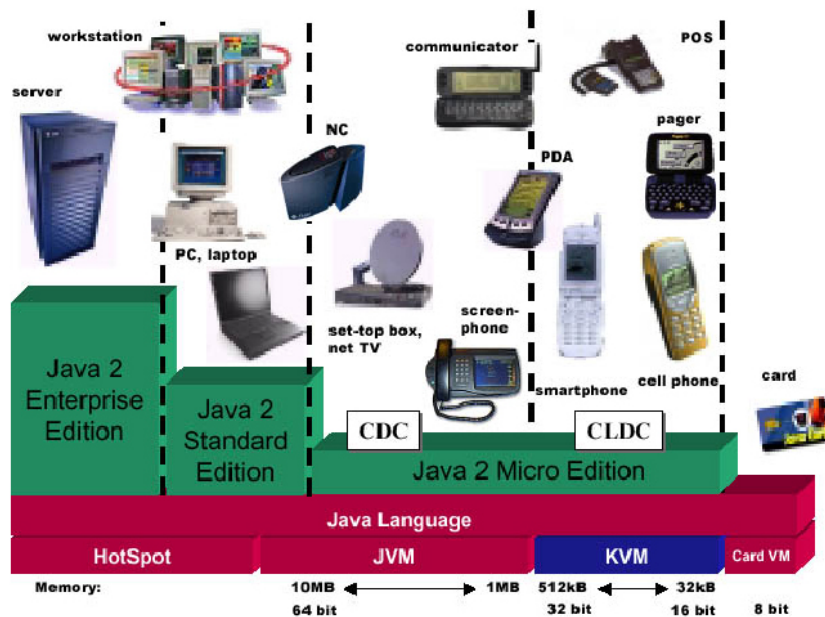 workstation
server
communicator
POS
NC
pager
PDA
PC, laptop
set-top box,
net TV
screen-
phone
smartphone
cell phone
card
Java 2
Enterprise
Edition
Java 2
Standard
Edition
CDC
CLDC
Java 2 Micro Edition
Java Language
HotSpot
JVM
KVM
Card VM
Memory:
10MB
1MB
512kB
32kB
64 bit
32 bit
16 bit
8 bit